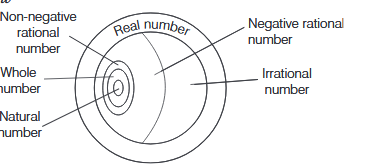 Non-negative
rational
number
Real number
Negative rational
number
Whole
number
Irrational
number
Natural
number